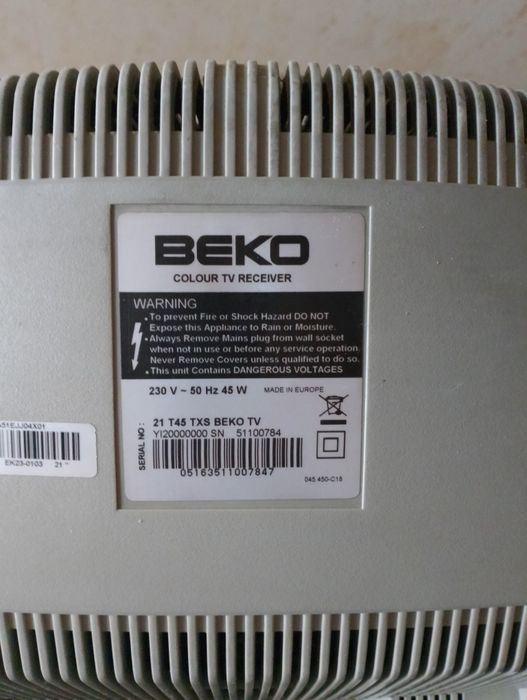 BEKO
COLOUR TV RECEIVER
WARNING
. To prevent Fire or Shock Hazard DO NOT
Expose this Appliance to Rain or Moisture.
. Always Remove Mains plug from wall socket
when not in use or before any service operation.
Never Remove Covers unless qualified to do so.
. This unit Contains DANGEROUS VOLTAGES
230 V ~ 50 Hz 45 W MADE IN EUROPE
SERIAL NO :
21 T45 TXS BEKO TV
YI20000000 SN 51100784
05163511007847
045.450-C18
EK23-0103 21"